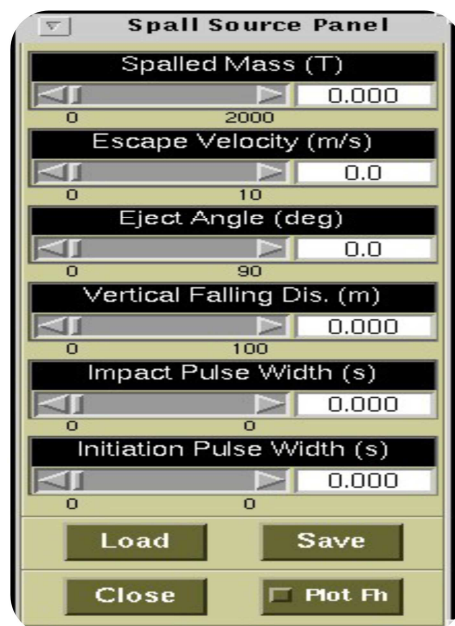 Spall Source Panel
Spalled Mass (T)
0.000
0 2000
Escape Velocity (m/s)
0.0
0 10
Eject Angle (deg)
0.0
0 90
Vertical Falling Dis. (m)
0.000
0 100
Impact Pulse Width (s)
0.000
0 0
Initiation Pulse Width (s)
0.000
0 0
Load Save
Close Plot Fh